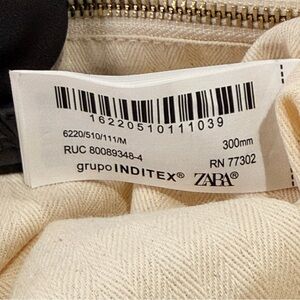 16220510111039
6220/510/111/M
300mm
RUC 80089348-4
RN 77302
grupo INDITEX® ZARA®